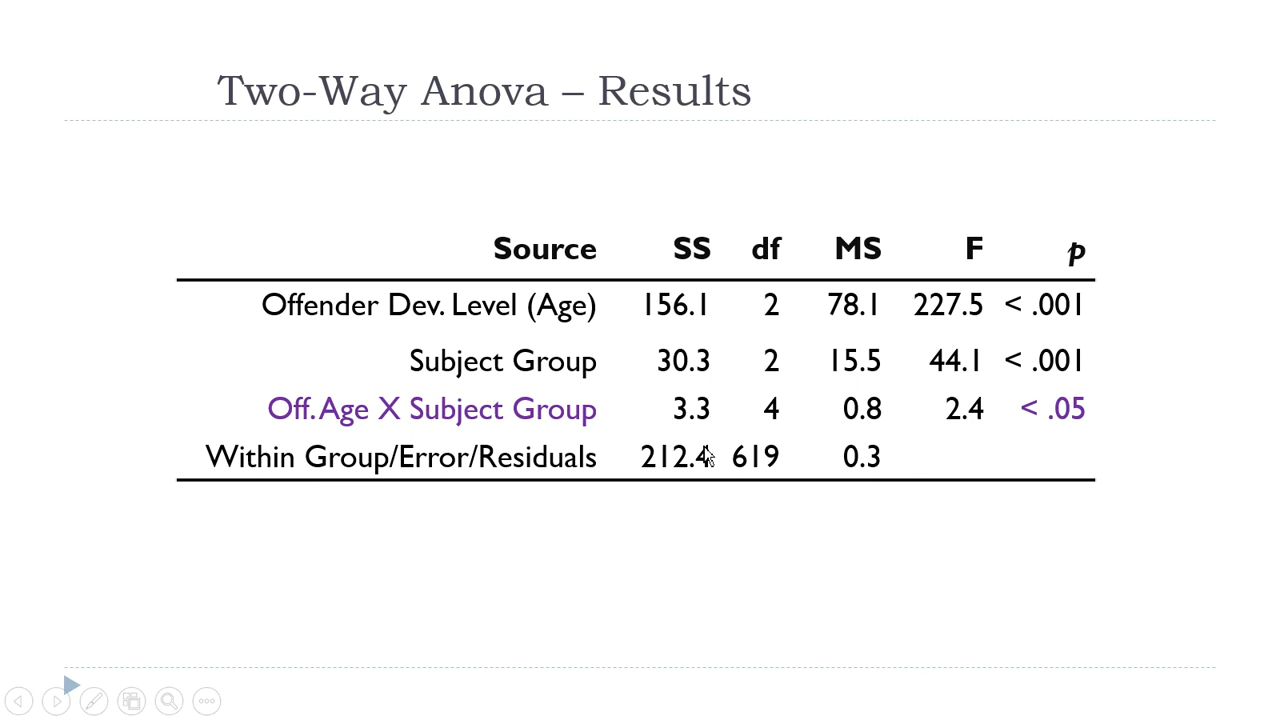 Two-Way Anova – Results
Source SS df MS F p
Offender Dev. Level (Age) 156.1 2 78.1 227.5 < .001
Subject Group 30.3 2 15.5 44.1 < .001
Off. Age X Subject Group 3.3 4 0.8 2.4 < .05
Within Group/Error/Residuals 212.4 619 0.3